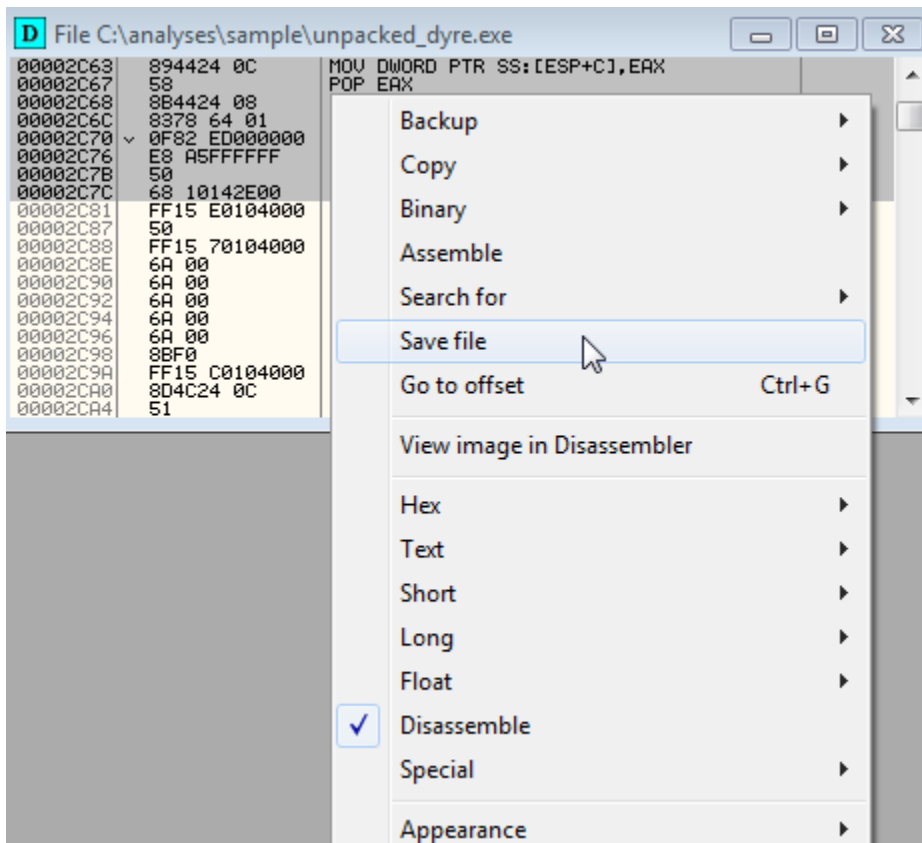 D File C:\analyses\sample\unpacked_dyre.exe
00002C63 894424 0C MOV DWORD PTR SS:[ESP+C],EAX
00002C67 58 POP EAX
00002C68 8B4424 08
00002C6C 8378 64 01
00002C70 0F82 ED000000
00002C76 E8 A5FFFFFF
00002C7B 50
00002C7C 68 10142E00
00002C81 FF15 E0104000
00002C87 50
00002C88 FF15 70104000
00002C8E 6A 00
00002C90 6A 00
00002C92 6A 00
00002C94 6A 00
00002C96 6A 00
00002C98 8BF0
00002C9A FF15 C0104000
00002CA0 8D4C24 0C
00002CA4 51
Backup
Copy
Binary
Assemble
Search for
Save file
Go to offset Ctrl+G
View image in Disassembler
Hex
Text
Short
Long
Float
Disassemble
Special
Appearance